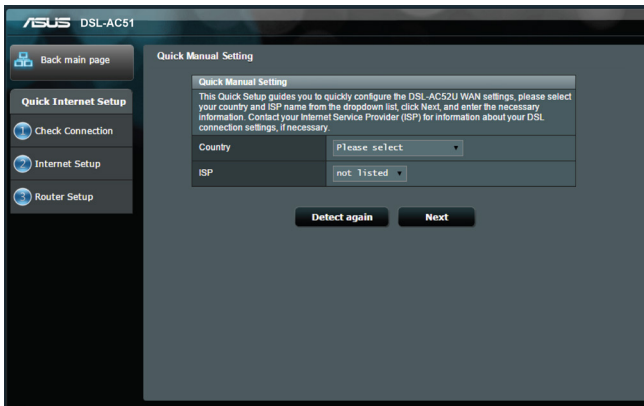 ASUS DSL-AC51
Back main page
Quick Internet Setup
1 Check Connection
2 Internet Setup
3 Router Setup
Quick Manual Setting
Quick Manual Setting
This Quick Setup guides you to quickly configure the DSL-AC52U WAN settings, please select
your country and ISP name from the dropdown list, click Next, and enter the necessary
information. Contact your Internet Service Provider (ISP) for information about your DSL
connection settings, if necessary.
Country Please select
ISP not listed
Detect again Next